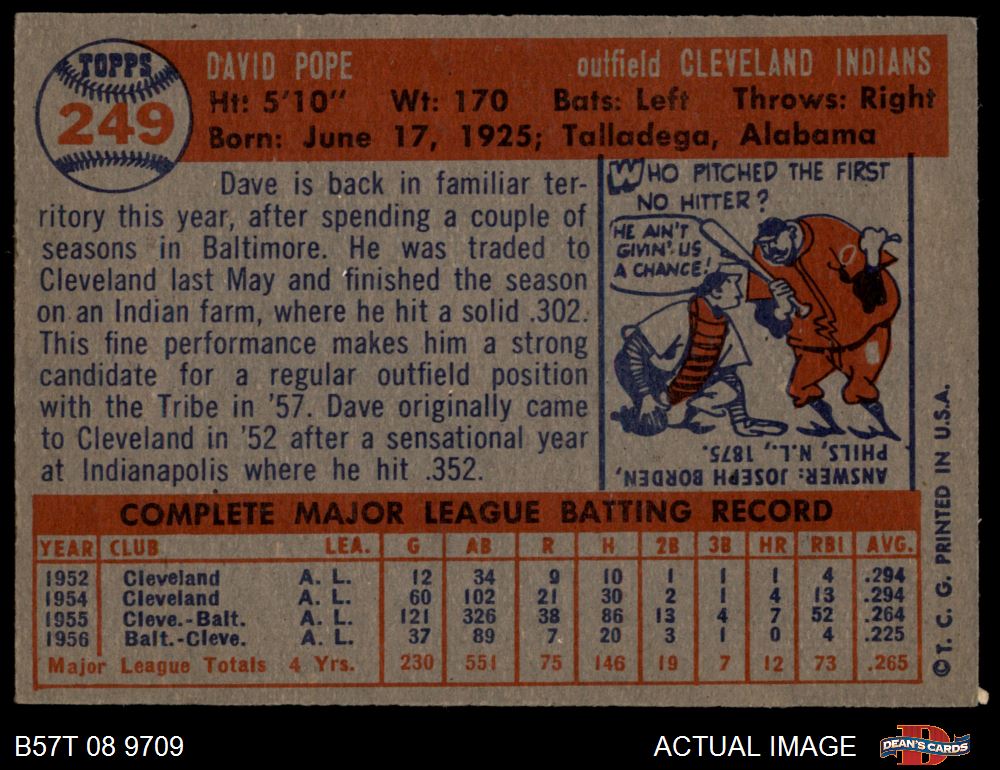 TOPPS
249
DAVID POPE outfield CLEVELAND INDIANS
Ht: 5'10" Wt: 170 Bats: Left Throws: Right
Born: June 17, 1925; Talladega, Alabama
Dave is back in familiar ter-
ritory this year, after spending a couple of
seasons in Baltimore. He was traded to
Cleveland last May and finished the season
on an Indian farm, where he hit a solid .302.
This fine performance makes him a strong
candidate for a regular outfield position
with the Tribe in '57. Dave originally came
to Cleveland in '52 after a sensational year
at Indianapolis where he hit .352.
WHO PITCHED THE FIRST
NO HITTER?
HE AIN'T
GIVIN' US
A CHANCE!
ANSWER: JOSEPH BORDEN,
PHILS, N.L., 1875.
COMPLETE MAJOR LEAGUE BATTING RECORD
YEAR CLUB LEA. G AB R H 2B 3B HR RBI AVG.
1952 Cleveland A. L. 12 34 9 10 1 1 1 4 .294
1954 Cleveland A. L. 60 102 21 30 2 1 4 13 .294
1955 Cleve.-Balt. A. L. 121 326 38 86 13 4 7 52 .264
1956 Balt.-Cleve. A. L. 37 89 7 20 3 1 0 4 .225
Major League Totals 4 Yrs. 230 551 75 146 19 7 12 73 .265
©T. C. G. PRINTED IN U.S.A.
B57T 08 9709
ACTUAL IMAGE
D
DEAN'S CARDS